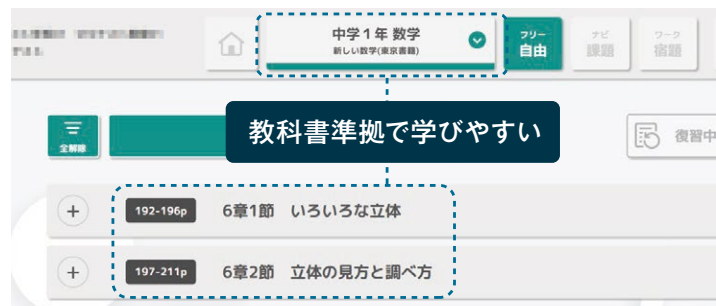 中学1年 数学
新しい数学(東京書籍)
フリー
自由
ナビ
課題
ワーク
宿題
全解除
教科書準拠で学びやすい
復習中
192-196p 6章1節 いろいろな立体
197-211p 6章2節 立体の見方と調べ方